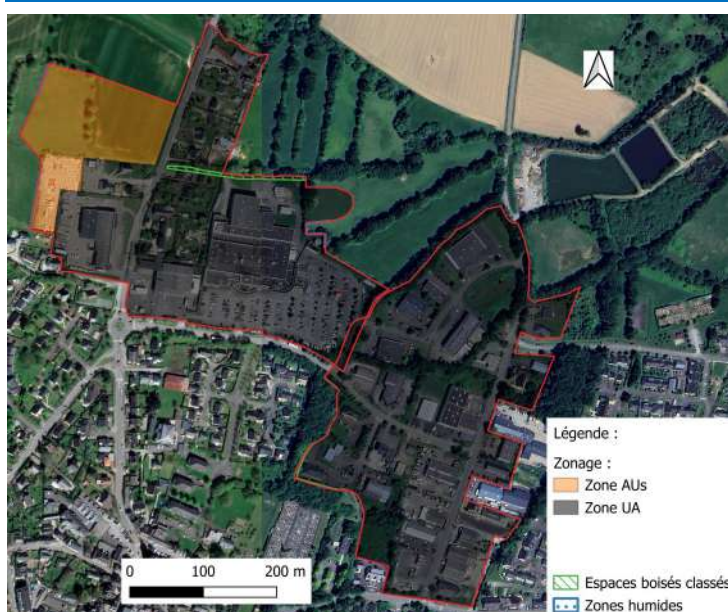 Légende :
Zonage :
Zone AUs
Zone UA
Espaces boisés classés
Zones humides
0 100 200 m